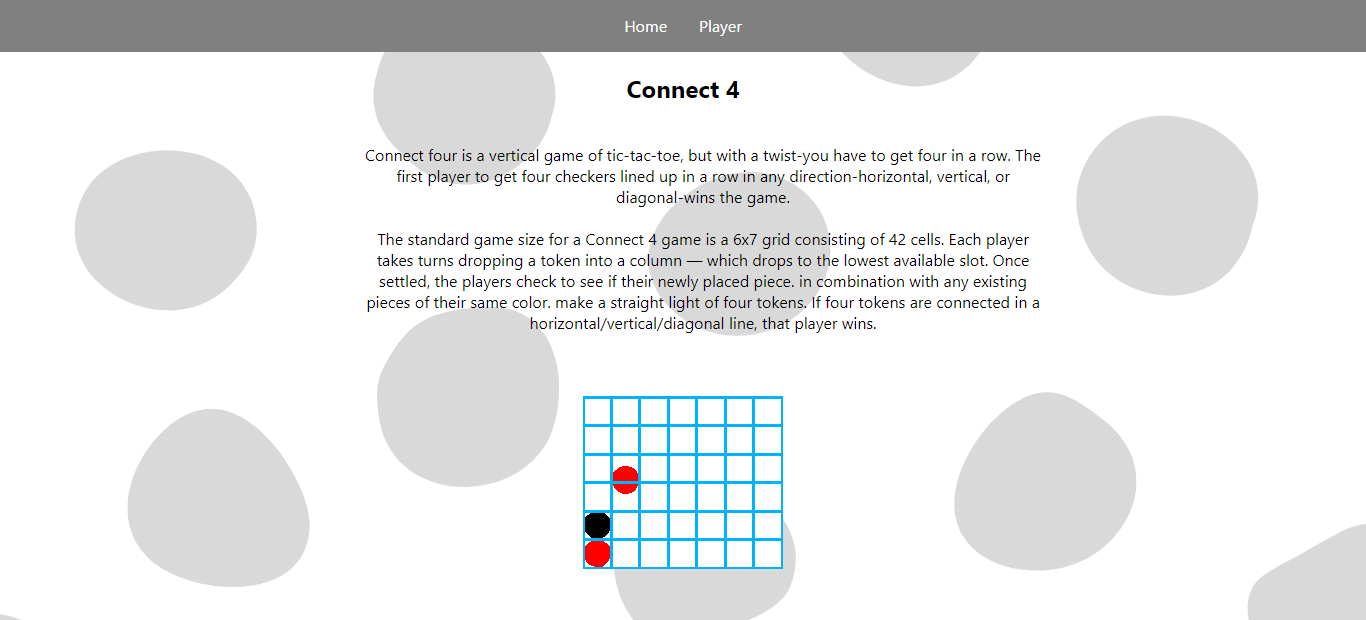 Home Player
Connect 4
Connect four is a vertical game of tic-tac-toe, but with a twist-you have to get four in a row. The
first player to get four checkers lined up in a row in any direction-horizontal, vertical, or
diagonal-wins the game.
The standard game size for a Connect 4 game is a 6x7 grid consisting of 42 cells. Each player
takes turns dropping a token into a column — which drops to the lowest available slot. Once
settled, the players check to see if their newly placed piece. in combination with any existing
pieces of their same color. make a straight light of four tokens. If four tokens are connected in a
horizontal/vertical/diagonal line, that player wins.